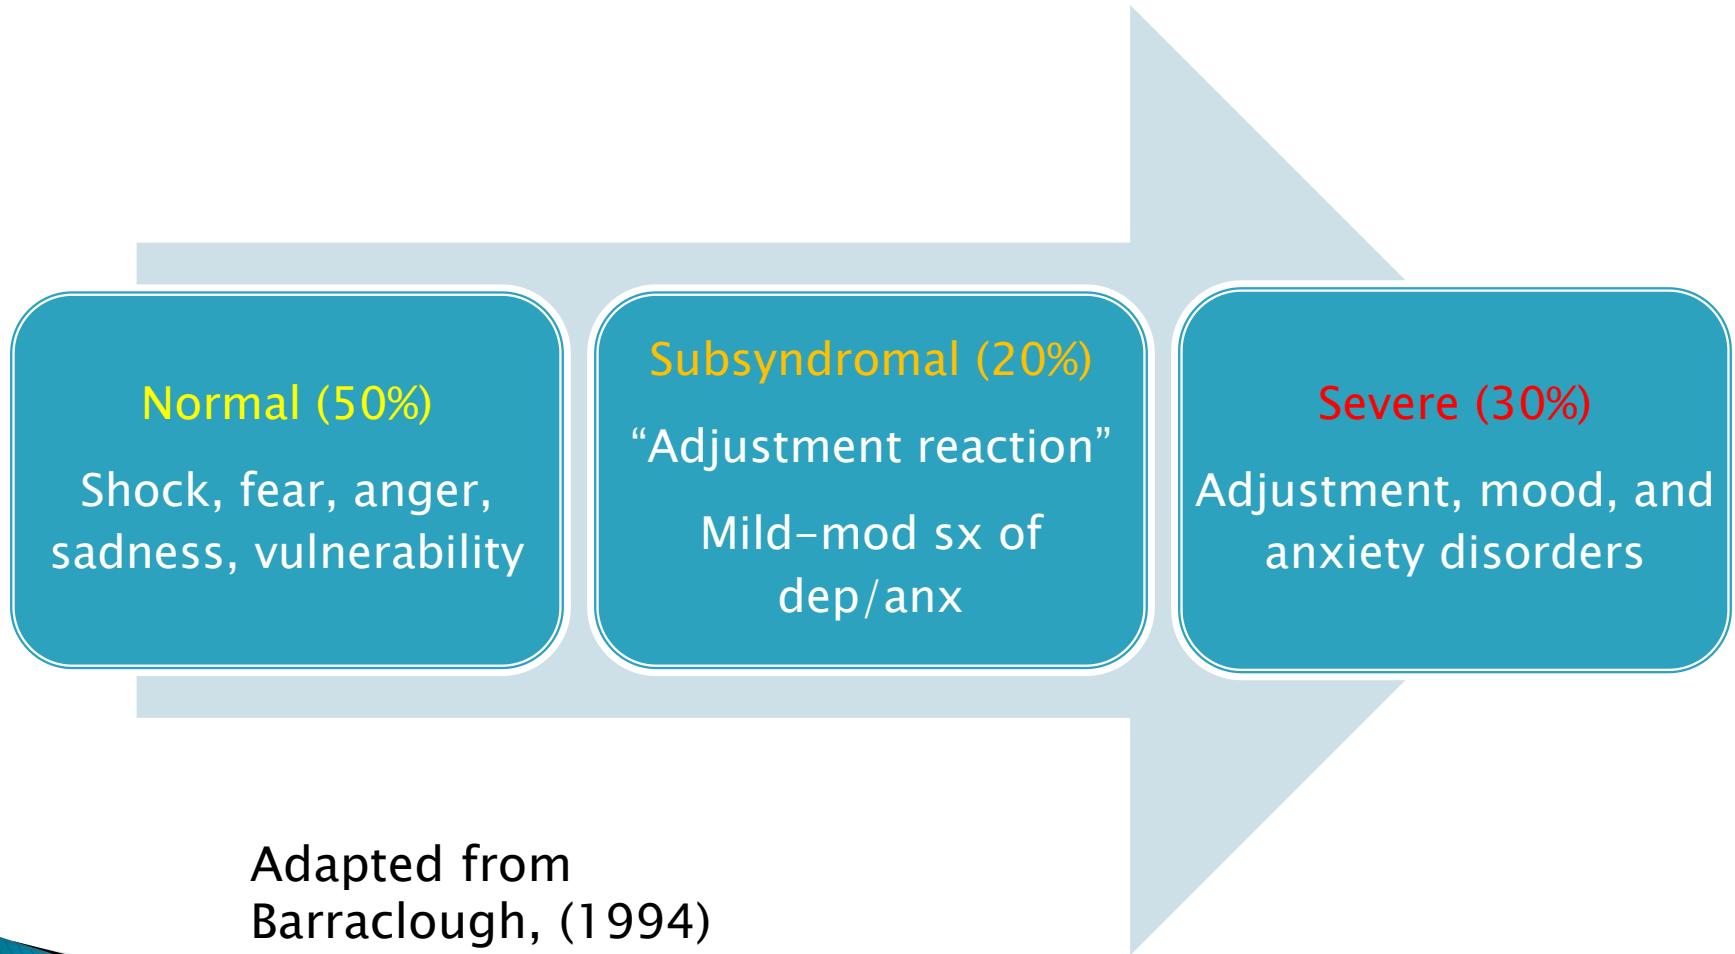 Normal (50%)
Shock, fear, anger,
sadness, vulnerability
Subsyndromal (20%)
“Adjustment reaction”
Mild-mod sx of
dep/anx
Severe (30%)
Adjustment, mood, and
anxiety disorders
Adapted from
Barraclough, (1994)